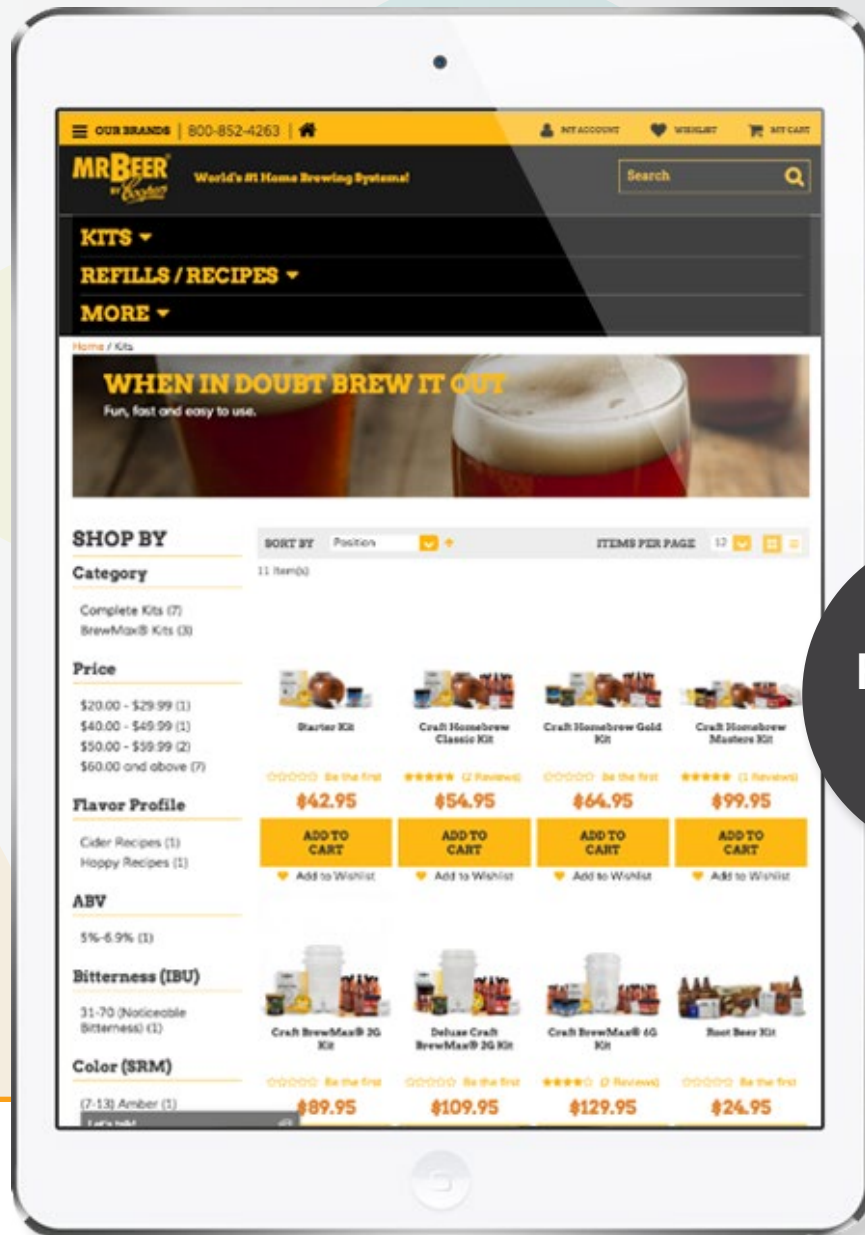 OUR BRANDS | 800-852-4263 |
MY ACCOUNT WISHLIST MY CART
MRBEER®
BY Coopers
World's #1 Home Brewing Systems!
Search
KITS
REFILLS / RECIPES
MORE
Home / Kits
WHEN IN DOUBT BREW IT OUT
Fun, fast and easy to use.
SHOP BY
Category
Complete Kits (7)
BrewMax® Kits (3)
Price
$20.00 - $29.99 (1)
$40.00 - $49.99 (1)
$50.00 - $59.99 (2)
$60.00 and above (7)
Flavor Profile
Cider Recipes (1)
Hoppy Recipes (1)
ABV
5%-6.9% (1)
Bitterness (IBU)
31-70 (Noticeable
Bitterness) (1)
Color (SRM)
(7-13) Amber (1)
Let's talk!
SORT BY Position ITEMS PER PAGE 12
11 Item(s)
Starter Kit
Be the first
$42.95
ADD TO
CART
Add to Wishlist
Craft Homebrew
Classic Kit
(2 Reviews)
$54.95
ADD TO
CART
Add to Wishlist
Craft Homebrew Gold
Kit
Be the first
$64.95
ADD TO
CART
Add to Wishlist
Craft Homebrew
Masters Kit
(1 Reviews)
$99.95
ADD TO
CART
Add to Wishlist
Craft BrewMax® 2G
Kit
Be the first
$89.95
Deluxe Craft
BrewMax® 2G Kit
Be the first
$109.95
Craft BrewMax® 6G
Kit
Reviews)
$129.95
Root Beer Kit
Be the first
$24.95